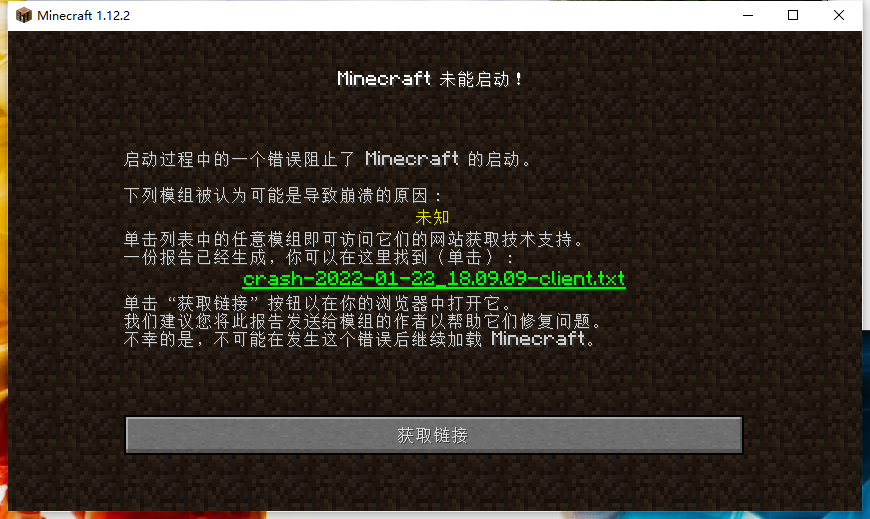 Minecraft 1.12.2
Minecraft 未能启动！
启动过程中的一个错误阻止了 Minecraft 的启动。
下列模组被认为可能是导致崩溃的原因：
未知
单击列表中的任意模组即可访问它们的网站获取技术支持。
一份报告已经生成，你可以在这里找到（单击）：
crash-2022-01-22_18.09.09-client.txt
单击“获取链接”按钮以在你的浏览器中打开它。
我们建议您将此报告发送给模组的作者以帮助它们修复问题。
不幸的是，不可能在发生这个错误后继续加载 Minecraft。
获取链接